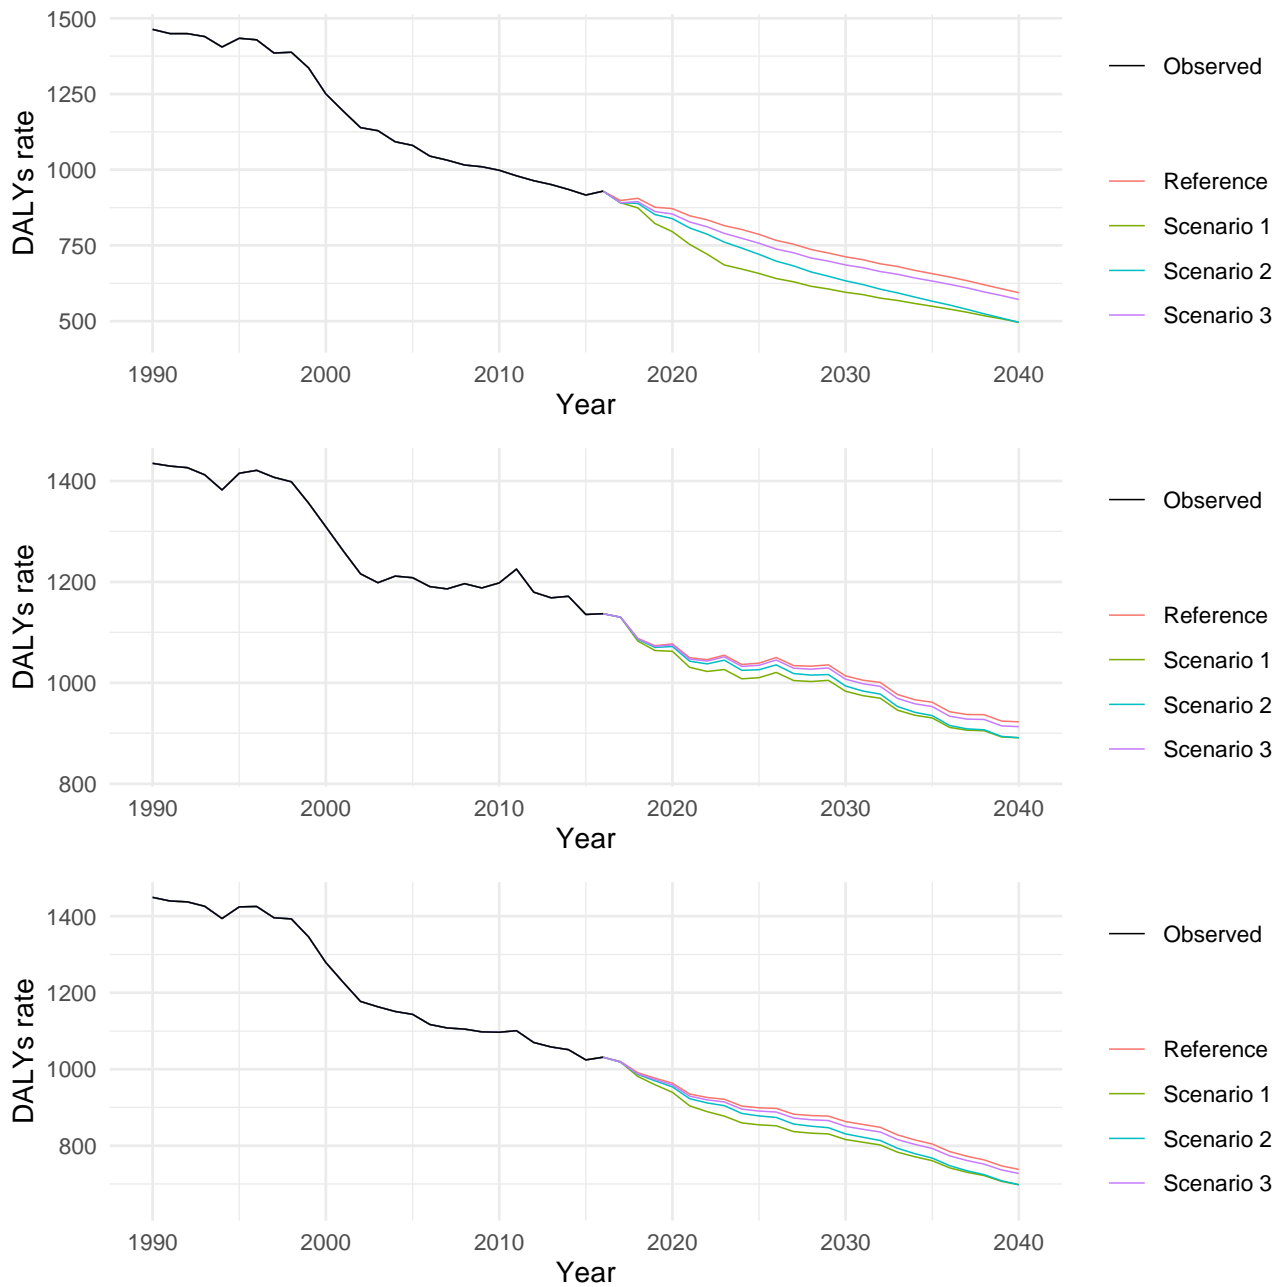 1500
1250
1000
750
500
DALYs rate
1990 2000 2010 2020 2030 2040
Year
Observed
Reference
Scenario 1
Scenario 2
Scenario 3
1400
1200
1000
800
DALYs rate
1990 2000 2010 2020 2030 2040
Year
Observed
Reference
Scenario 1
Scenario 2
Scenario 3
1400
1200
1000
800
DALYs rate
1990 2000 2010 2020 2030 2040
Year
Observed
Reference
Scenario 1
Scenario 2
Scenario 3